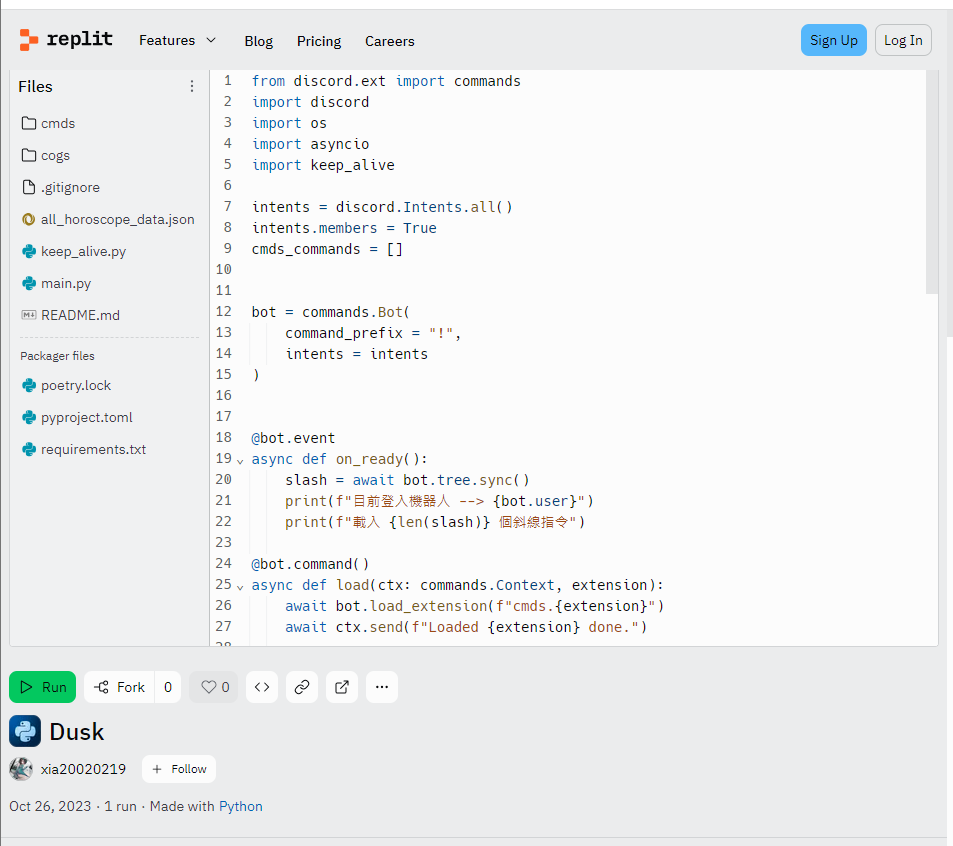 replit Features Blog Pricing Careers Sign Up Log In
Files
cmds
cogs
.gitignore
all_horoscope_data.json
keep_alive.py
main.py
README.md
Packager files
poetry.lock
pyproject.toml
requirements.txt
1 from discord.ext import commands
2 import discord
3 import os
4 import asyncio
5 import keep_alive
6
7 intents = discord.Intents.all()
8 intents.members = True
9 cmds_commands = []
10
11
12 bot = commands.Bot(
13     command_prefix = "!",
14     intents = intents
15 )
16
17
18 @bot.event
19 async def on_ready():
20     slash = await bot.tree.sync()
21     print(f"目前登入機器人 --> {bot.user}")
22     print(f"載入 {len(slash)} 個斜線指令")
23
24 @bot.command()
25 async def load(ctx: commands.Context, extension):
26     await bot.load_extension(f"cmds.{extension}")
27     await ctx.send(f"Loaded {extension} done.")
28
Run Fork 0 0
Dusk
xia20020219 + Follow
Oct 26, 2023 · 1 run · Made with Python